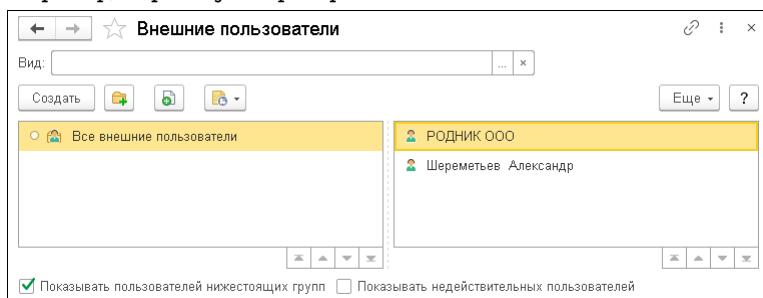 Внешние пользователи
Вид:
Создать
Еще
?
Все внешние пользователи
РОДНИК ООО
Шереметьев Александр
Показывать пользователей нижестоящих групп
Показывать недействительных пользователей